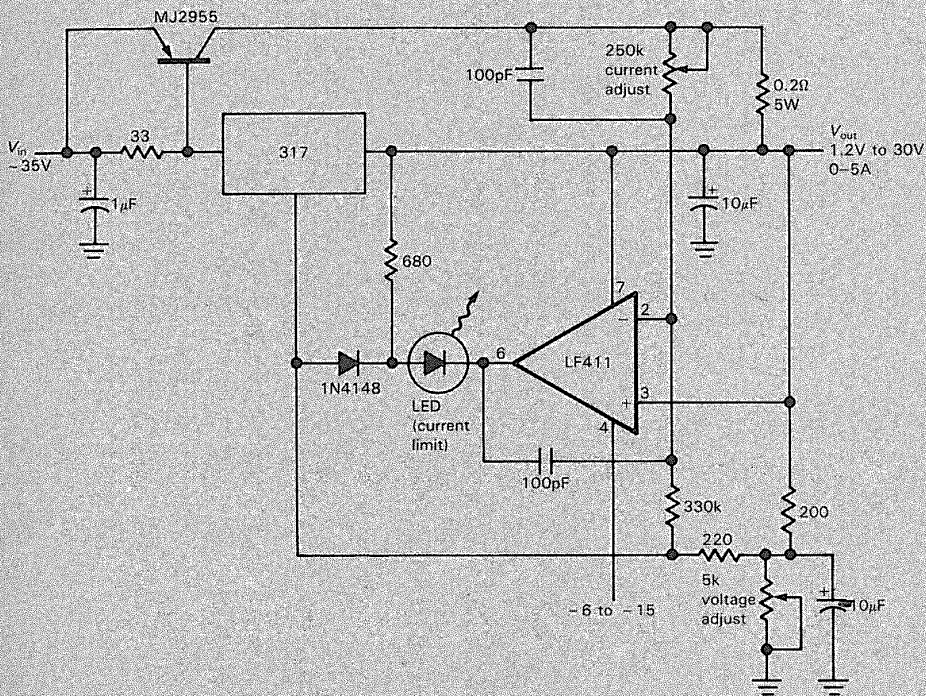 MJ2955
100pF
250k
current
adjust
0.2Ω
5W
Vin
~35V
33
317
Vout
1.2V to 30V
0–5A
+
1μF
+
10μF
680
7
2
−
6
LF411
1N4148
3
+
LED
(current
limit)
4
100pF
330k
200
220
5k
voltage
adjust
+
10μF
−6 to −15